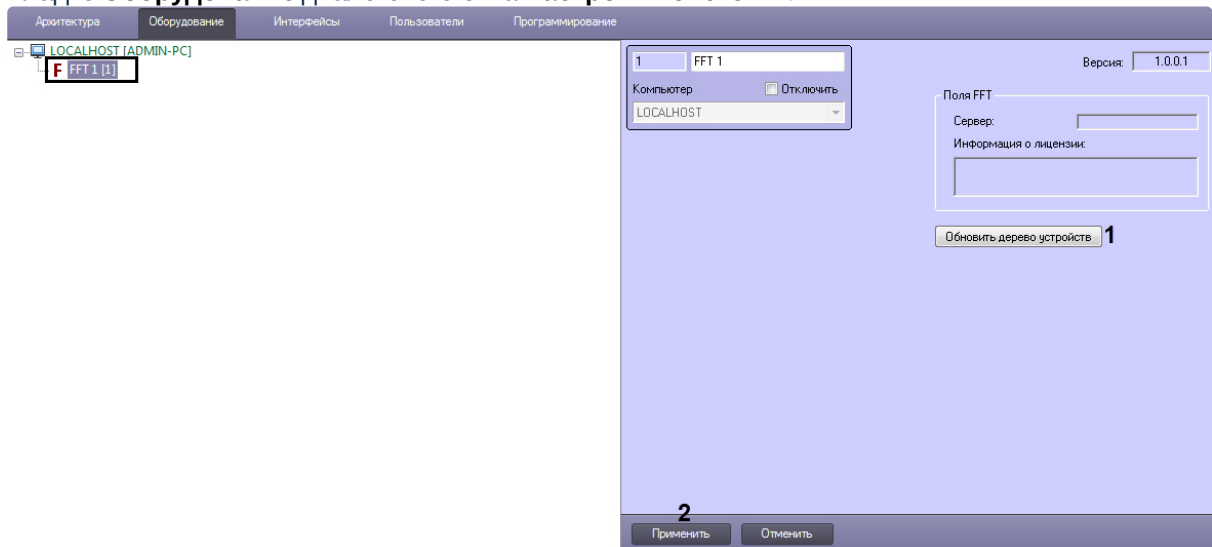 Архитектура Оборудование Интерфейсы Пользователи Программирование
LOCALHOST [ADMIN-PC]
F FFT 1 [1]
1 FFT 1
Компьютер Отключить
LOCALHOST
Версия: 1.0.0.1
Поля FFT
Сервер:
Информация о лицензии:
Обновить дерево устройств 1
2
Применить Отменить